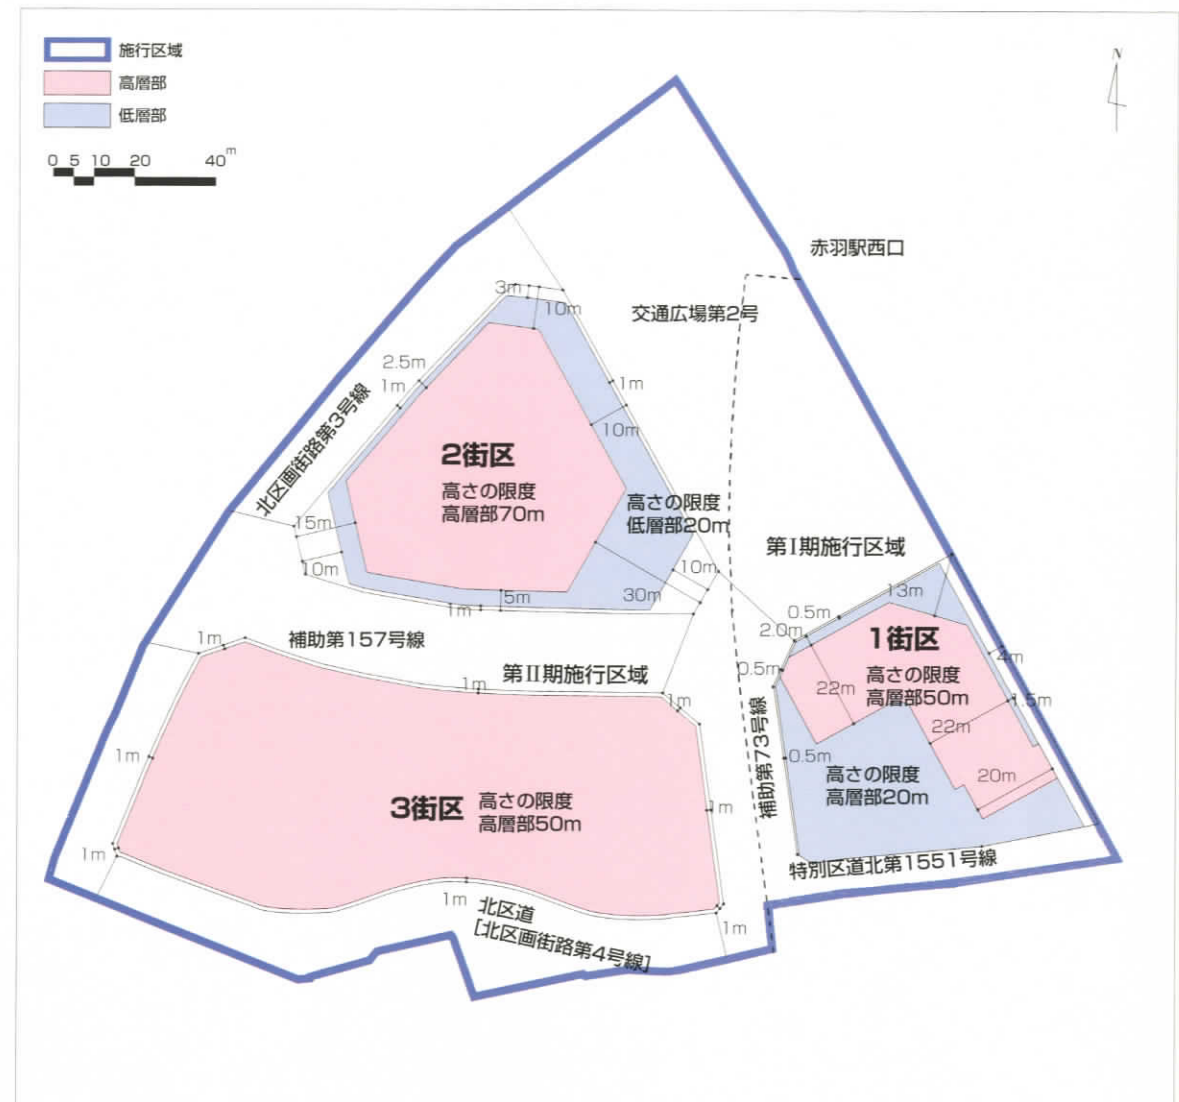 施行区域
高層部
低層部
0 5 10 20 40m
N
赤羽駅西口
交通広場第2号
3m
10m
2.5m
1m
1m
10m
北区画街路第3号線
2街区
高さの限度
高層部70m
高さの限度
低層部20m
15m
10m
1m
5m
30m
10m
第Ⅰ期施行区域
13m
0.5m
2.0m
0.5m
1街区
高さの限度
高層部50m
4m
1.5m
22m
22m
20m
0.5m
高さの限度
高層部20m
補助第73号線
特別区道北第1551号線
補助第157号線
第Ⅱ期施行区域
1m
1m
1m
1m
1m
3街区
高さの限度
高層部50m
1m
1m
1m
北区道
[北区画街路第4号線]